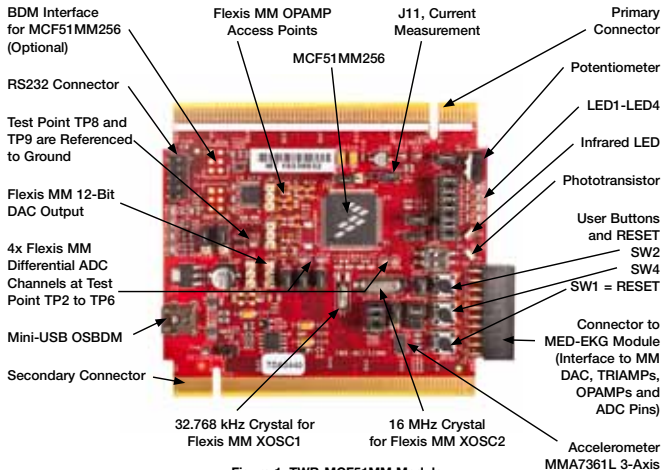 BDM Interface
for MCF51MM256
(Optional)
Flexis MM OPAMP
Access Points
J11, Current
Measurement
Primary
Connector
MCF51MM256
Potentiometer
RS232 Connector
LED1-LED4
Test Point TP8 and
TP9 are Referenced
to Ground
Infrared LED
Phototransistor
Flexis MM 12-Bit
DAC Output
User Buttons
and RESET
SW2
SW4
SW1 = RESET
4x Flexis MM
Differential ADC
Channels at Test
Point TP2 to TP6
Mini-USB OSBDM
Connector to
MED-EKG Module
(Interface to MM
DAC, TRIAMPs,
OPAMPs and
ADC Pins)
Secondary Connector
32.768 kHz Crystal for
Flexis MM XOSC1
16 MHz Crystal
for Flexis MM XOSC2
Accelerometer
MMA7361L 3-Axis
Figure 1. TWR-MCF51MM Module